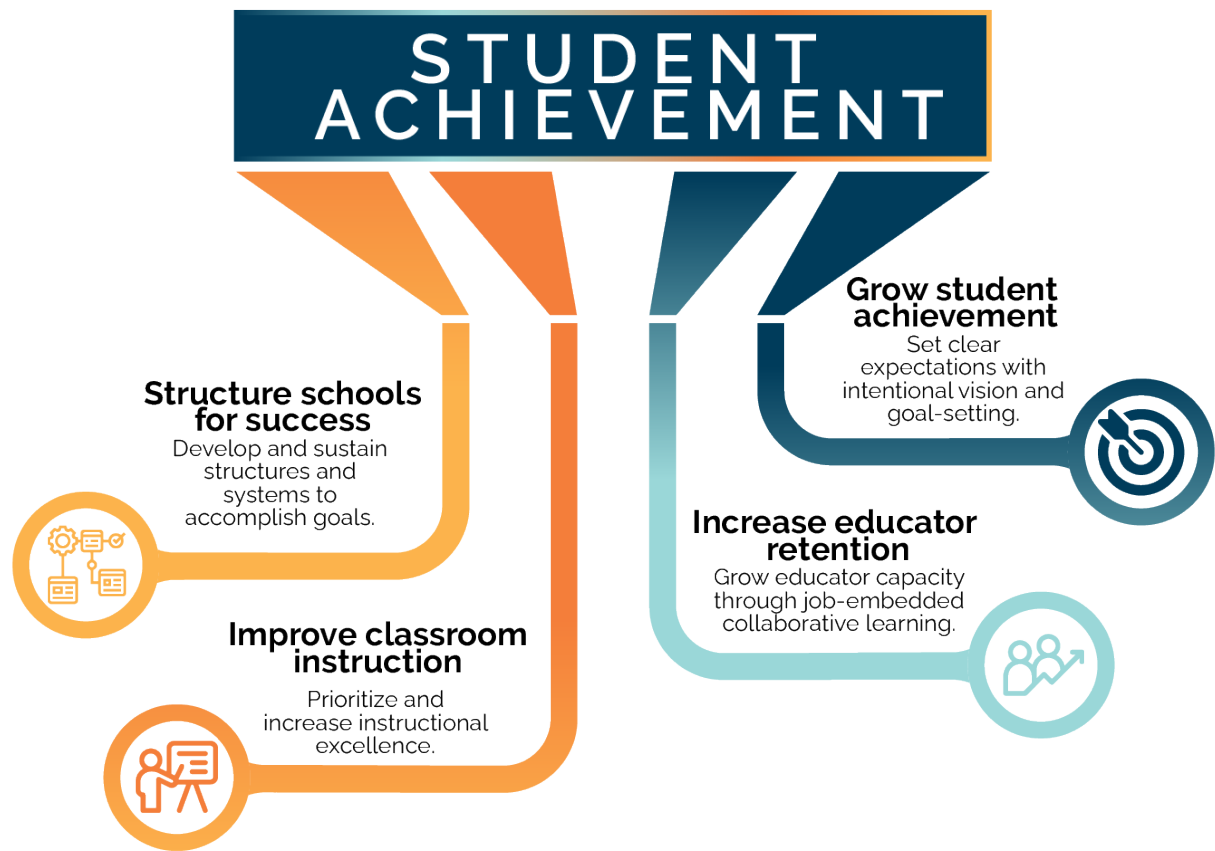 STUDENT
ACHIEVEMENT
Grow student
achievement
Set clear
expectations with
intentional vision and
goal-setting.
Structure schools
for success
Develop and sustain
structures and
systems to
accomplish goals.
Increase educator
retention
Grow educator capacity
through job-embedded
collaborative learning.
Improve classroom
instruction
Prioritize and
increase instructional
excellence.